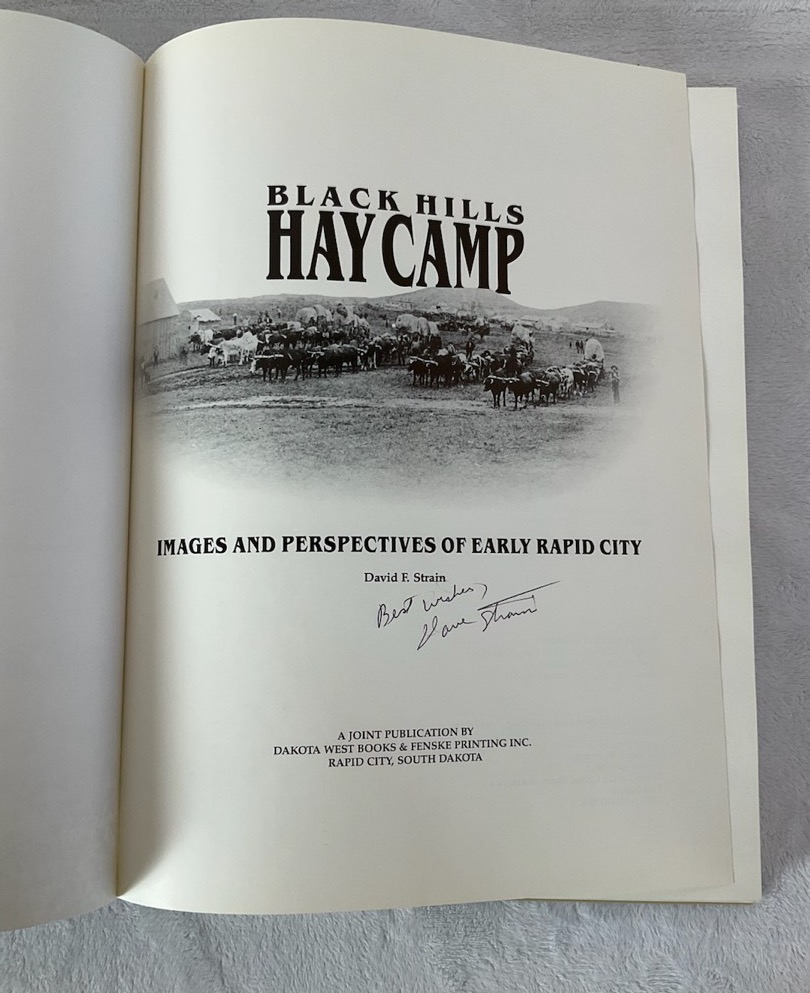 BLACK HILLS
HAY CAMP
IMAGES AND PERSPECTIVES OF EARLY RAPID CITY
David F. Strain
Best wishes,
Dave Strain
A JOINT PUBLICATION BY
DAKOTA WEST BOOKS & FENSKE PRINTING INC.
RAPID CITY, SOUTH DAKOTA